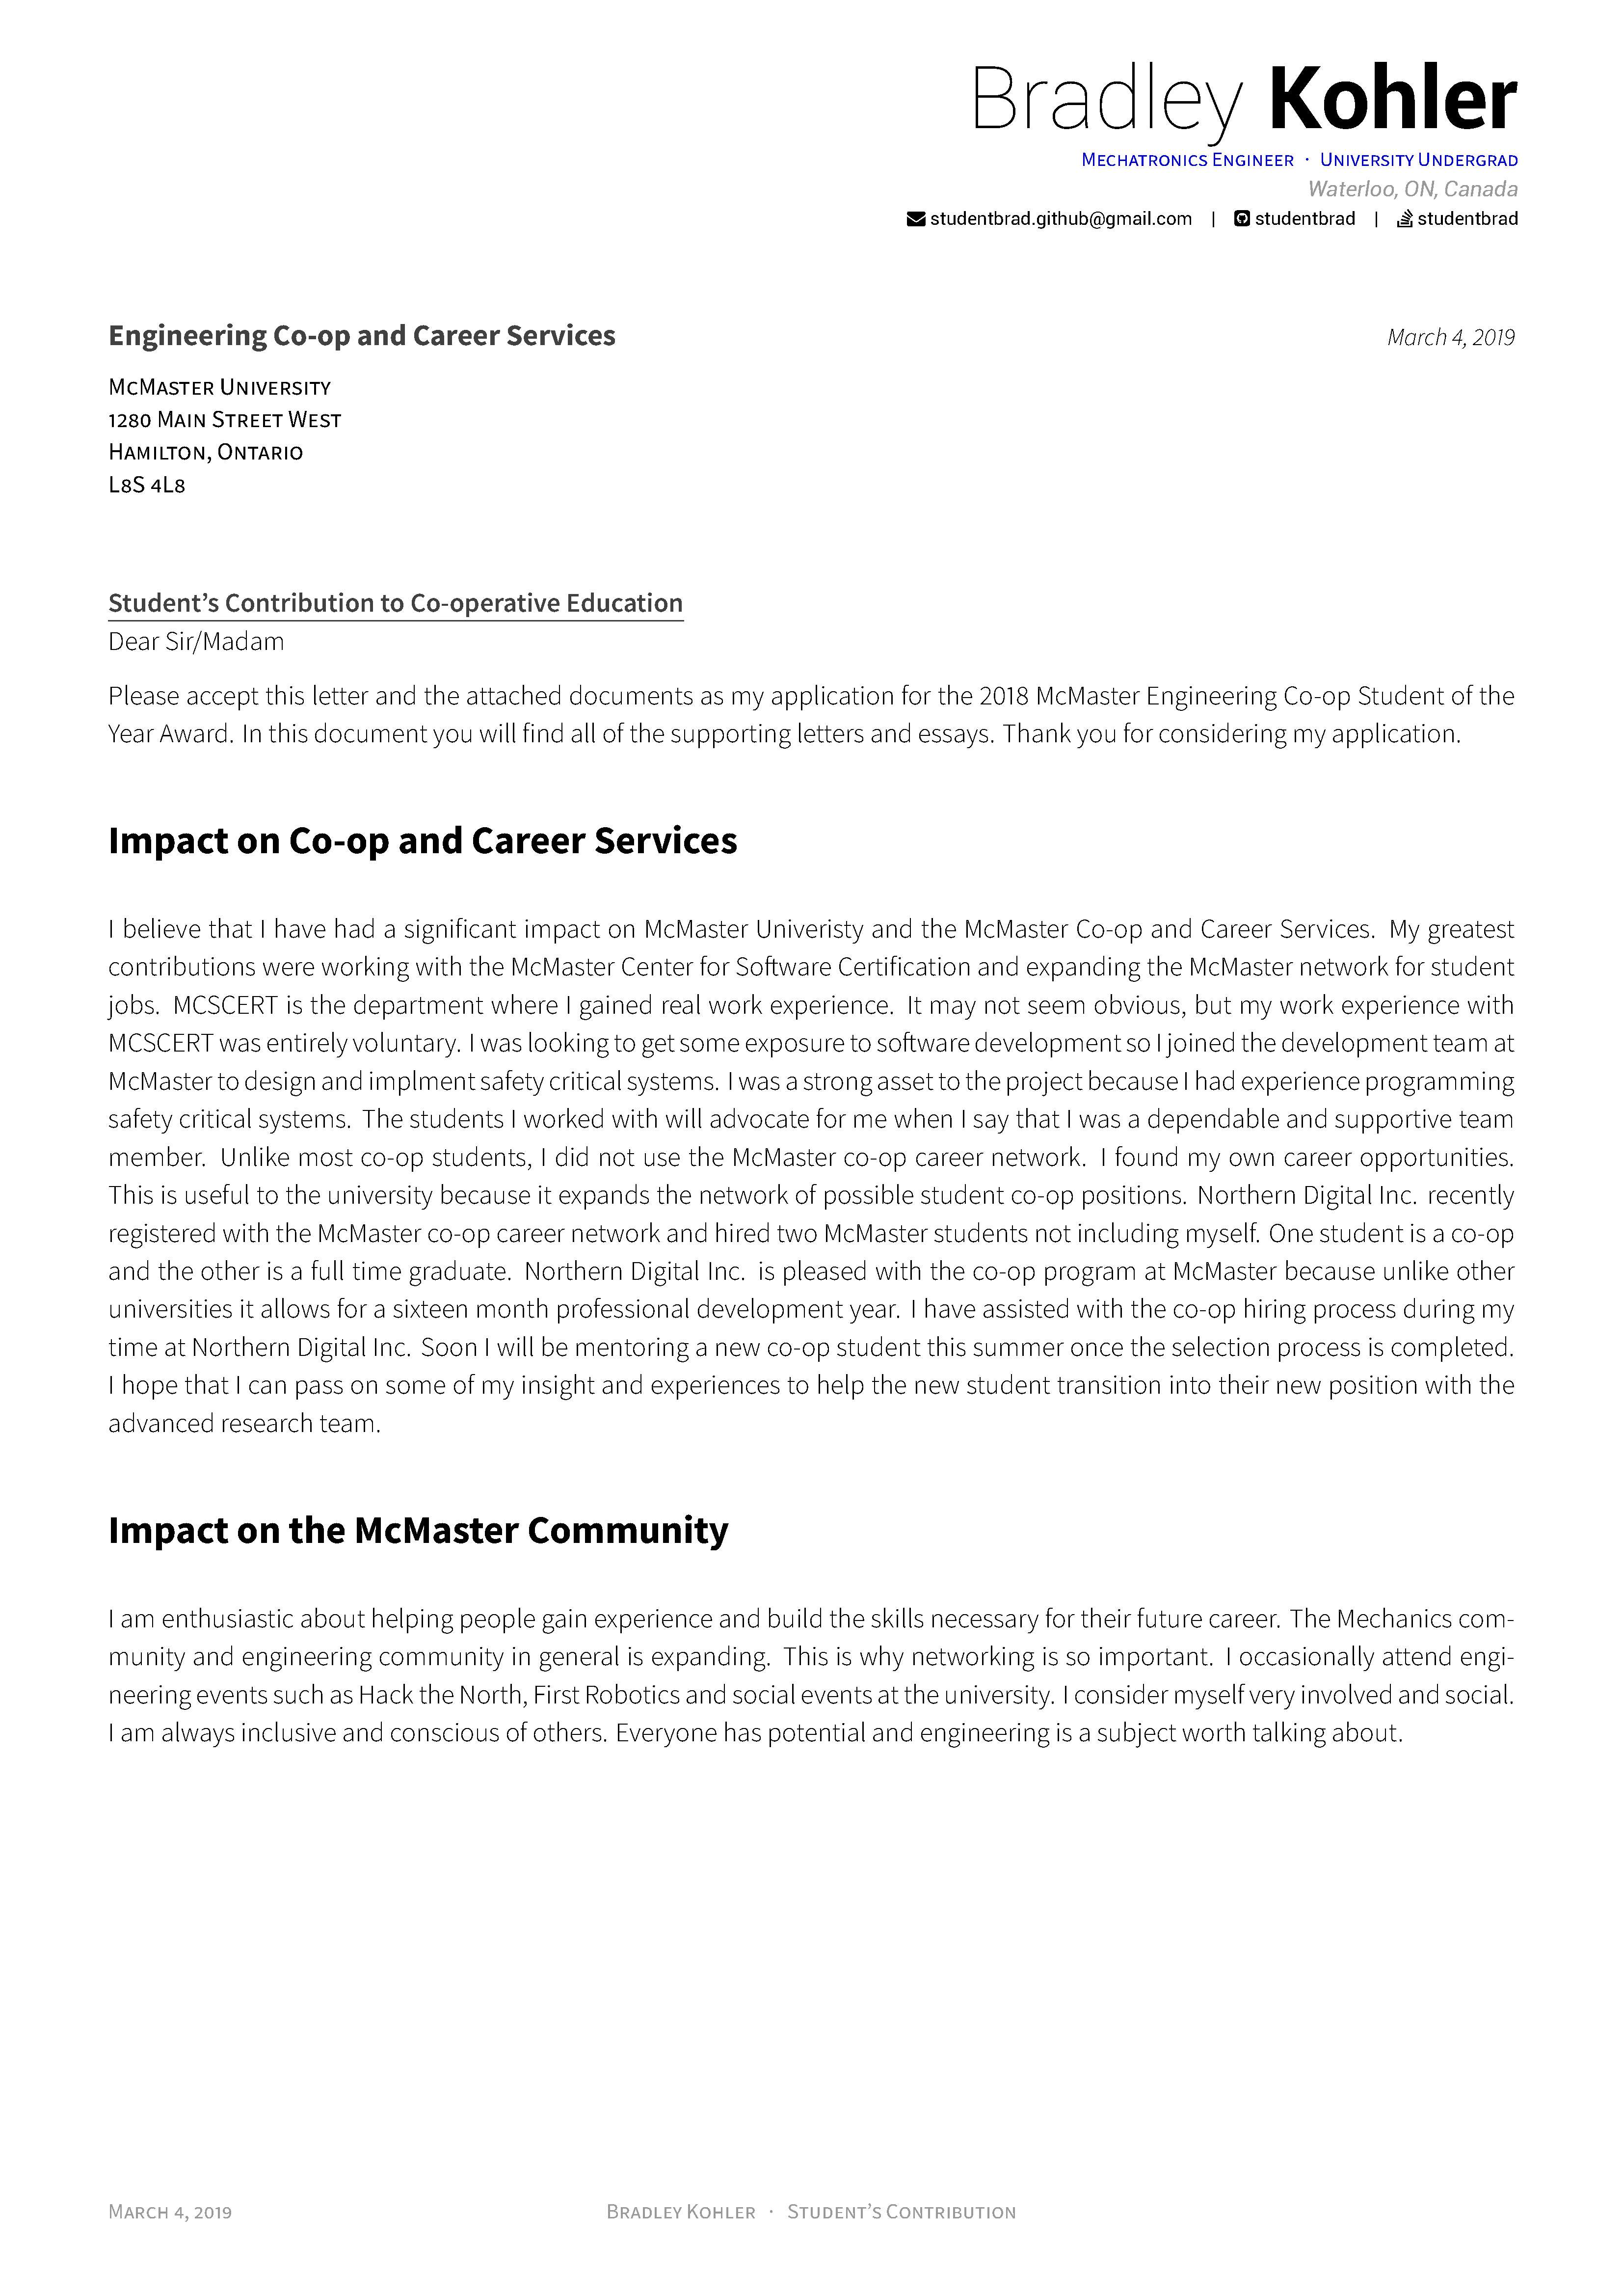 Bradley Kohler
Mechatronics Engineer · University Undergrad
Waterloo, ON, Canada
studentbrad.github@gmail.com | studentbrad | studentbrad
Engineering Co-op and Career Services
March 4, 2019
McMaster University
1280 Main Street West
Hamilton, Ontario
L8S 4L8
Student’s Contribution to Co-operative Education
Dear Sir/Madam
Please accept this letter and the attached documents as my application for the 2018 McMaster Engineering Co-op Student of the
Year Award. In this document you will find all of the supporting letters and essays. Thank you for considering my application.
Impact on Co-op and Career Services
I believe that I have had a significant impact on McMaster Univeristy and the McMaster Co-op and Career Services. My greatest
contributions were working with the McMaster Center for Software Certification and expanding the McMaster network for student
jobs. MCSCERT is the department where I gained real work experience. It may not seem obvious, but my work experience with
MCSCERT was entirely voluntary. I was looking to get some exposure to software development so I joined the development team at
McMaster to design and implment safety critical systems. I was a strong asset to the project because I had experience programming
safety critical systems. The students I worked with will advocate for me when I say that I was a dependable and supportive team
member. Unlike most co-op students, I did not use the McMaster co-op career network. I found my own career opportunities.
This is useful to the university because it expands the network of possible student co-op positions. Northern Digital Inc. recently
registered with the McMaster co-op career network and hired two McMaster students not including myself. One student is a co-op
and the other is a full time graduate. Northern Digital Inc. is pleased with the co-op program at McMaster because unlike other
universities it allows for a sixteen month professional development year. I have assisted with the co-op hiring process during my
time at Northern Digital Inc. Soon I will be mentoring a new co-op student this summer once the selection process is completed.
I hope that I can pass on some of my insight and experiences to help the new student transition into their new position with the
advanced research team.
Impact on the McMaster Community
I am enthusiastic about helping people gain experience and build the skills necessary for their future career. The Mechanics com-
munity and engineering community in general is expanding. This is why networking is so important. I occasionally attend engi-
neering events such as Hack the North, First Robotics and social events at the university. I consider myself very involved and social.
I am always inclusive and conscious of others. Everyone has potential and engineering is a subject worth talking about.
March 4, 2019
Bradley Kohler · Student’s Contribution